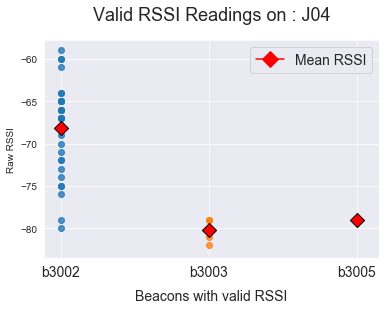 Valid RSSI Readings on : J04
Mean RSSI
Raw RSSI
−60
−65
−70
−75
−80
b3002 b3003 b3005
Beacons with valid RSSI